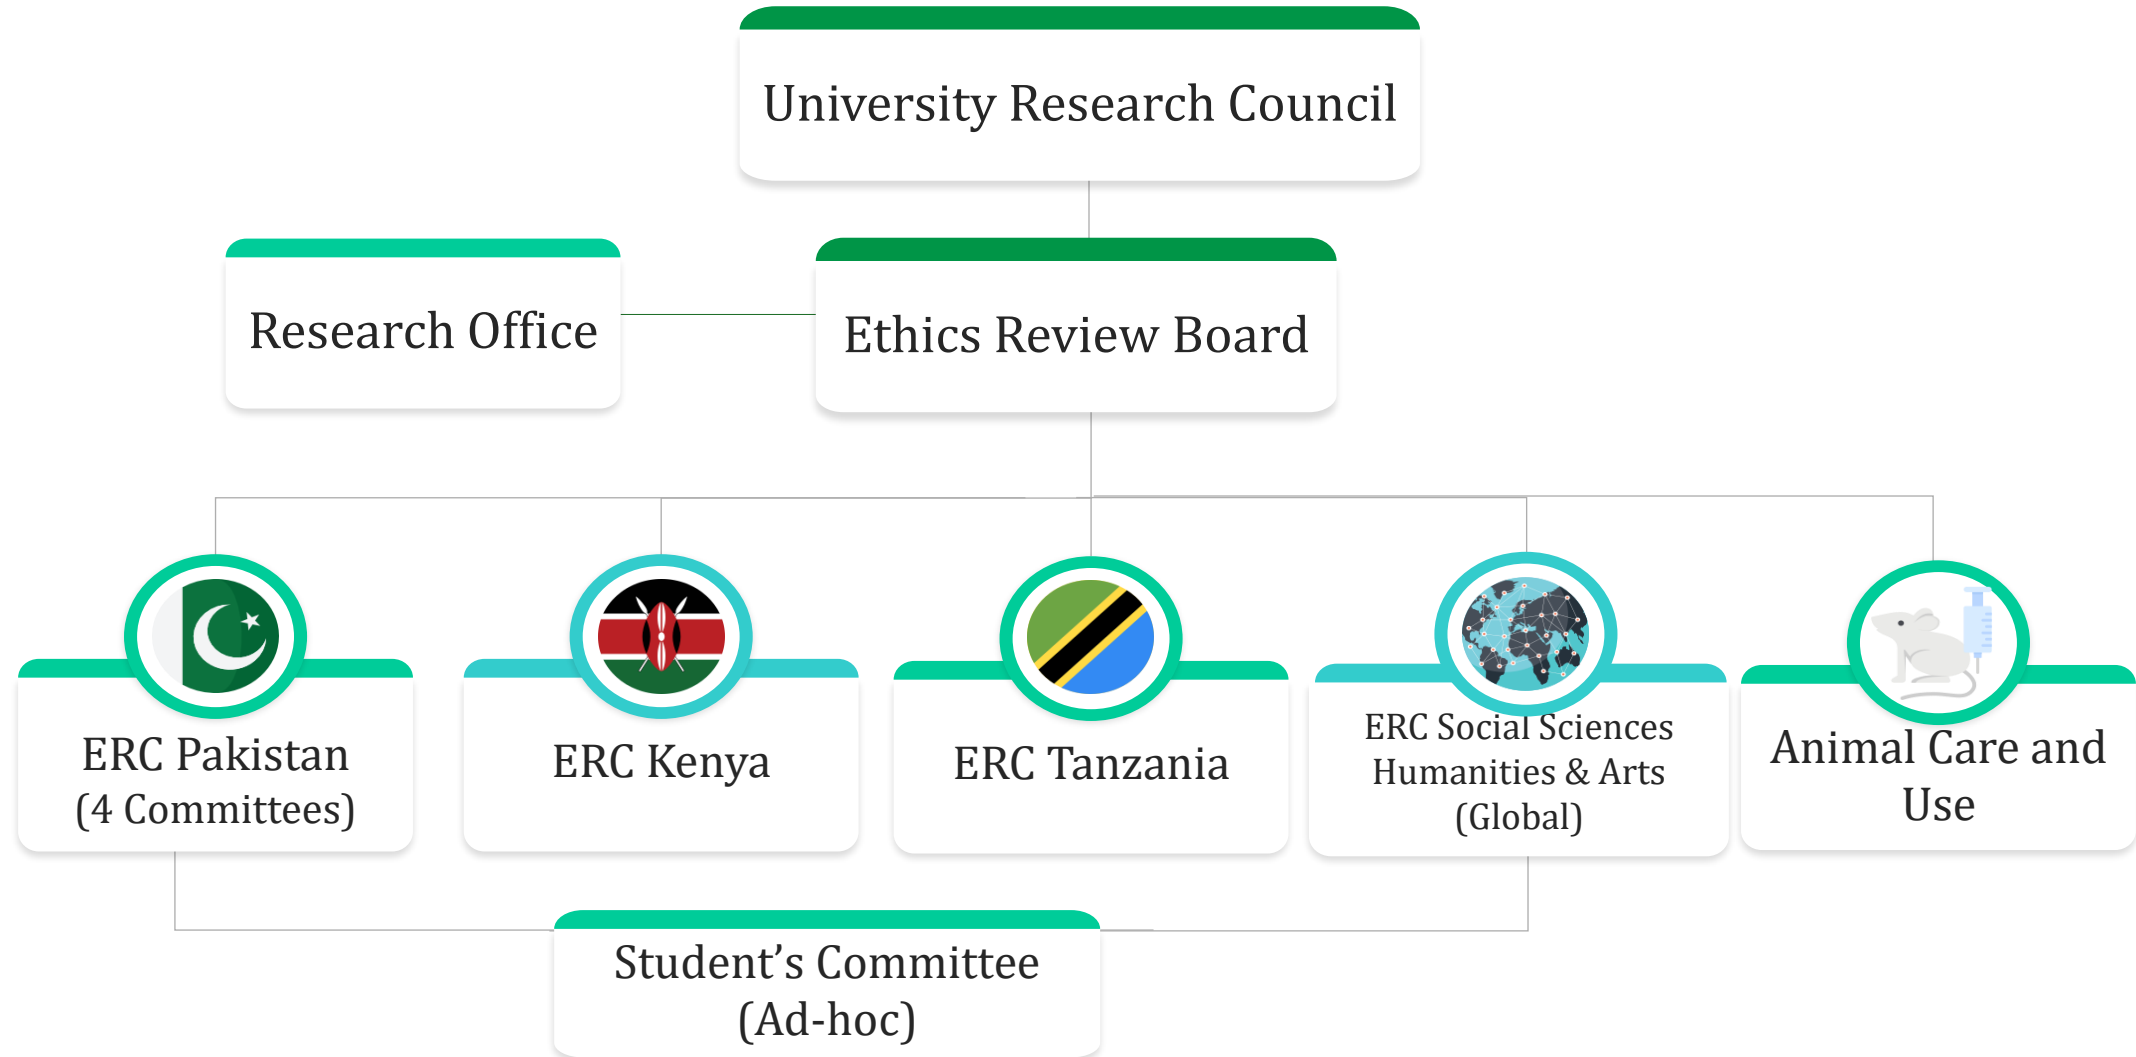 University Research Council
Research Office
Ethics Review Board
ERC Pakistan
(4 Committees)
ERC Kenya
ERC Tanzania
ERC Social Sciences
Humanities & Arts
(Global)
Animal Care and
Use
Student’s Committee
(Ad-hoc)